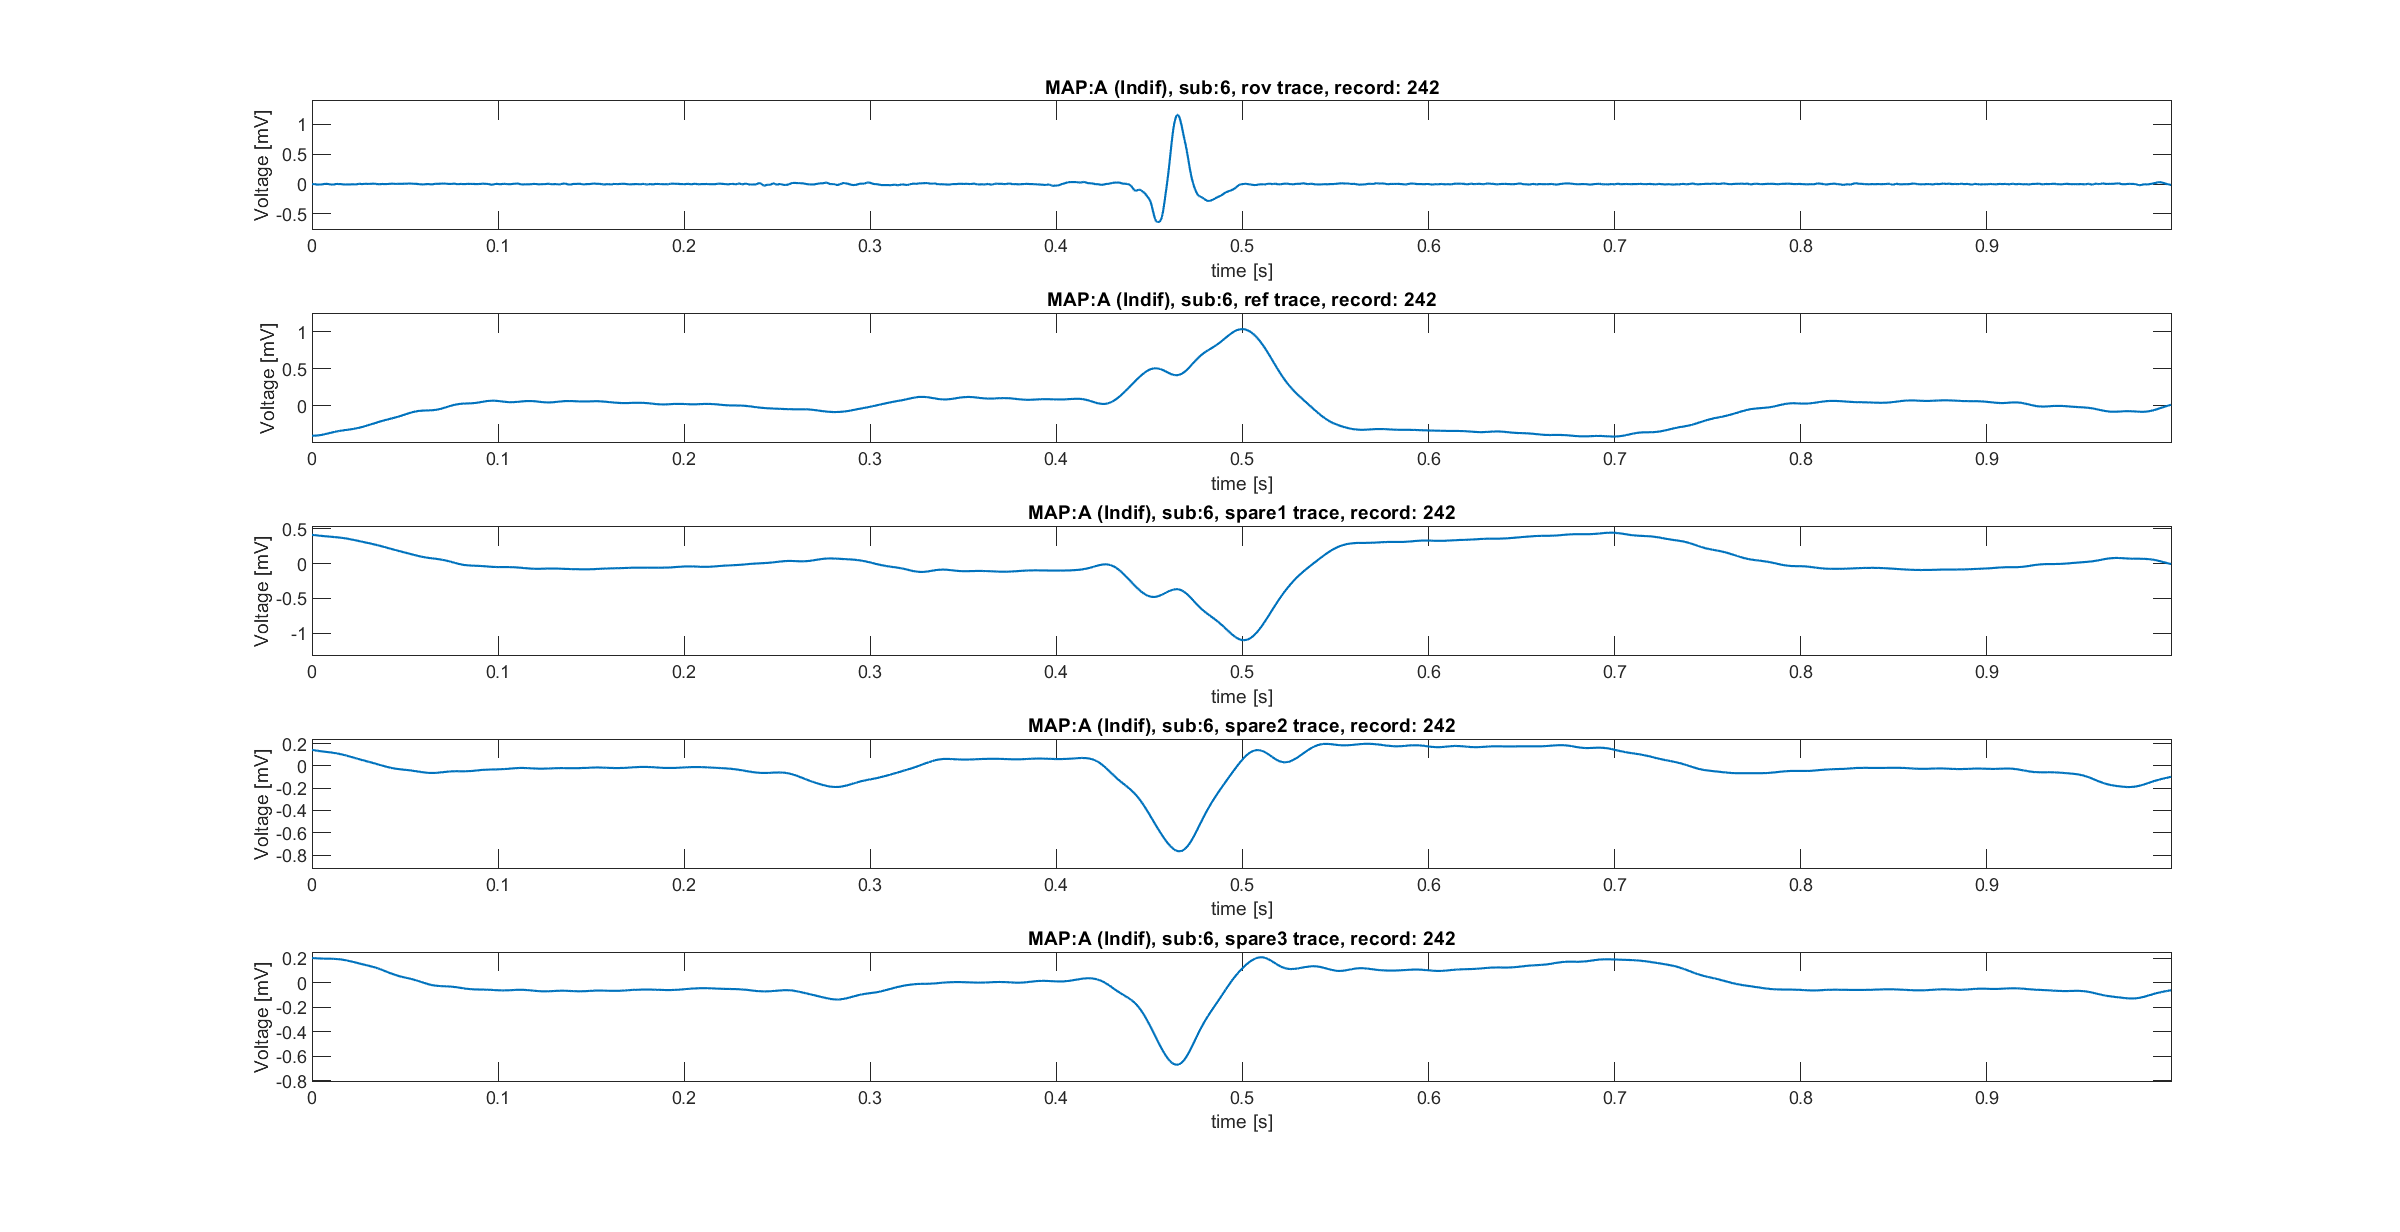 MAP:A (Indif), sub:6, rov trace, record: 242
Voltage [mV]
1
0.5
0
-0.5
0 0.1 0.2 0.3 0.4 0.5 0.6 0.7 0.8 0.9
time [s]
MAP:A (Indif), sub:6, ref trace, record: 242
Voltage [mV]
1
0.5
0
0 0.1 0.2 0.3 0.4 0.5 0.6 0.7 0.8 0.9
time [s]
MAP:A (Indif), sub:6, spare1 trace, record: 242
Voltage [mV]
0.5
0
-0.5
-1
0 0.1 0.2 0.3 0.4 0.5 0.6 0.7 0.8 0.9
time [s]
MAP:A (Indif), sub:6, spare2 trace, record: 242
Voltage [mV]
0.2
0
-0.2
-0.4
-0.6
-0.8
0 0.1 0.2 0.3 0.4 0.5 0.6 0.7 0.8 0.9
time [s]
MAP:A (Indif), sub:6, spare3 trace, record: 242
Voltage [mV]
0.2
0
-0.2
-0.4
-0.6
-0.8
0 0.1 0.2 0.3 0.4 0.5 0.6 0.7 0.8 0.9
time [s]